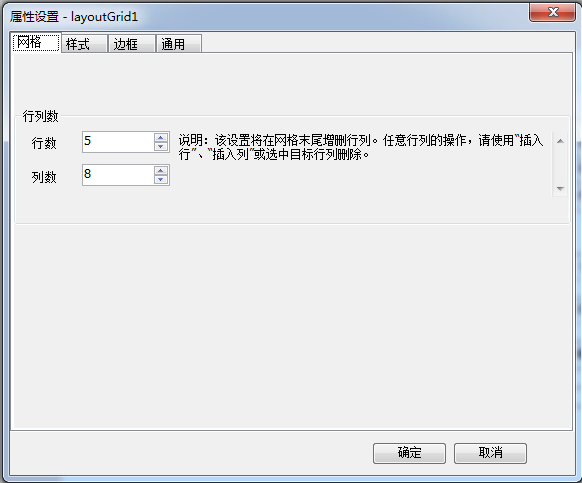 属性设置 - layoutGrid1
网格 样式 边框 通用
行列数
行数 5
说明：该设置将在网格末尾增删行列。任意行列的操作，请使用"插入
行"、"插入列"或选中目标行列删除。
列数 8
确定 取消